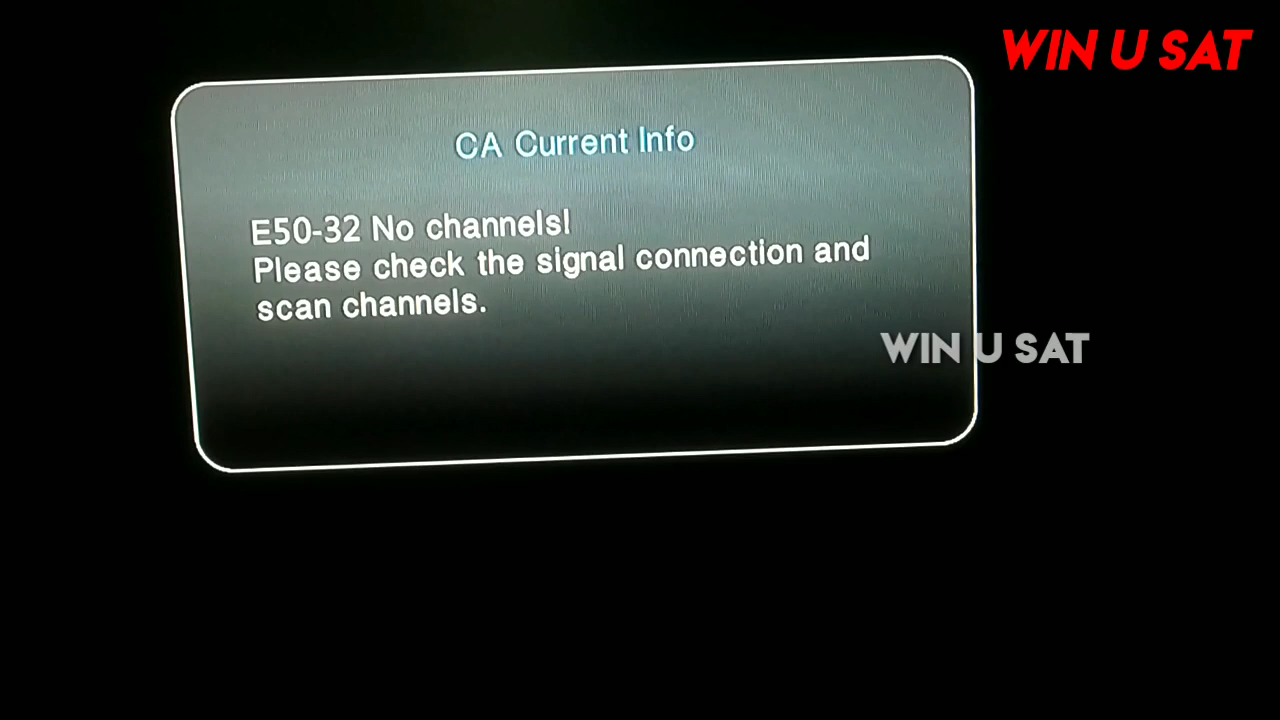 WIN U SAT
CA Current Info
E50-32 No channels!
Please check the signal connection and
scan channels.
WIN U SAT